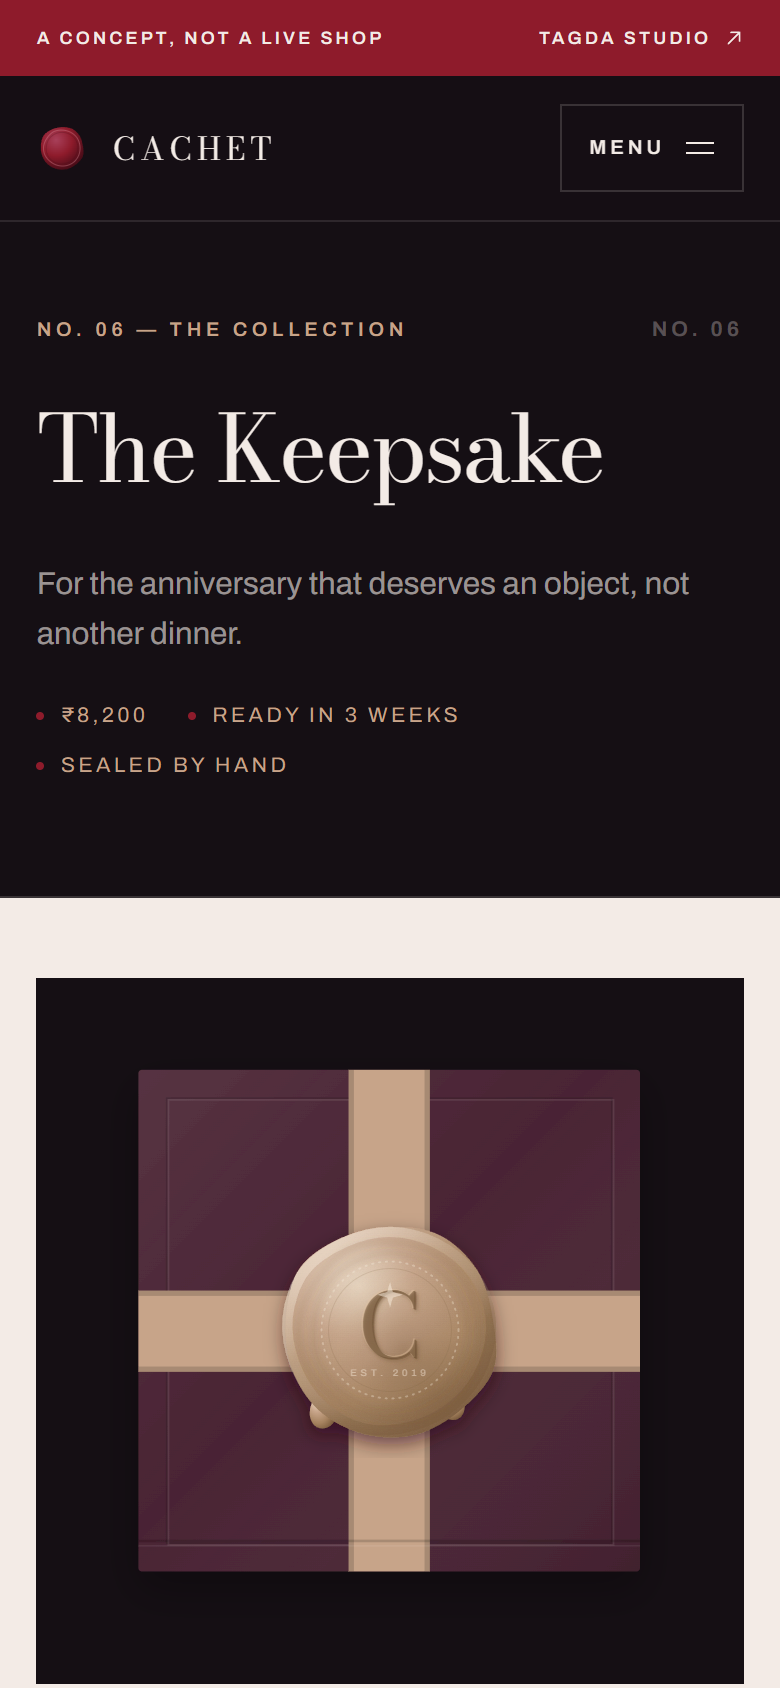 A CONCEPT, NOT A LIVE SHOP
TAGDA STUDIO
CACHET
MENU
NO. 06 — THE COLLECTION
NO. 06
The Keepsake
For the anniversary that deserves an object, not
another dinner.
₹8,200
READY IN 3 WEEKS
SEALED BY HAND
C
EST. 2019